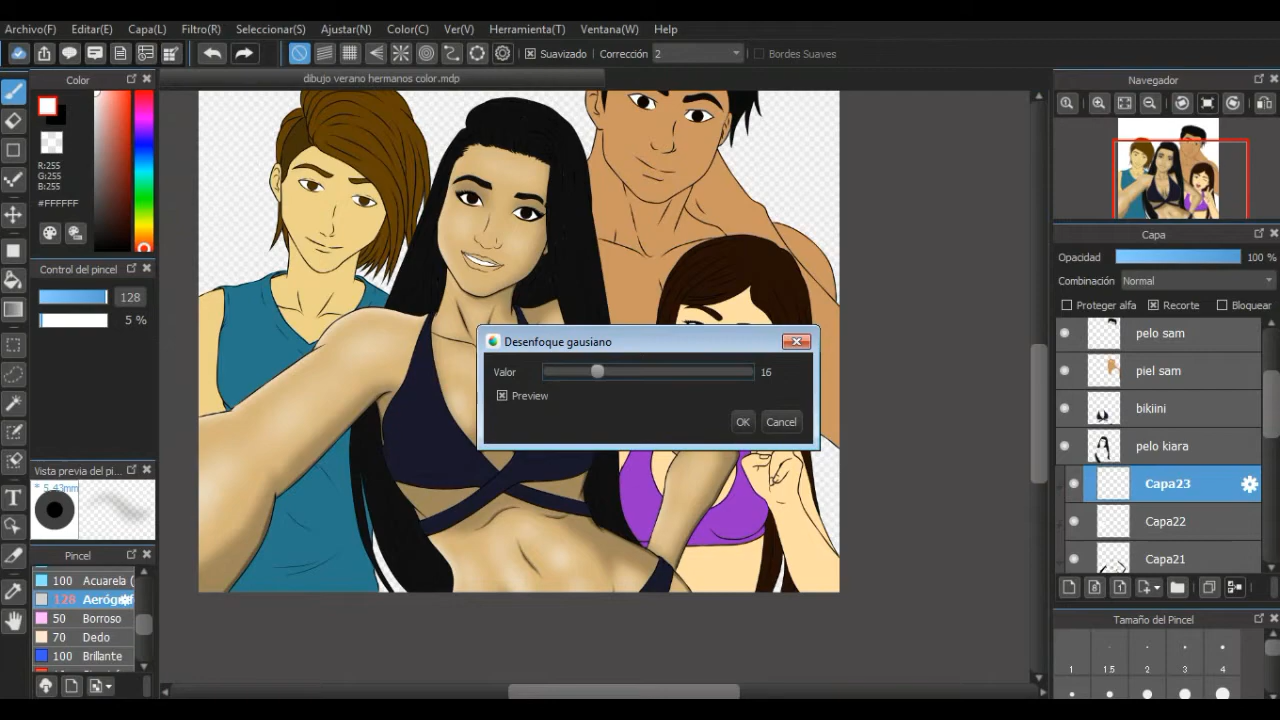 Archivo(F) Editar(E) Capa(L) Filtro(R) Seleccionar(S) Ajustar(N) Color(C) Ver(V) Herramienta(T) Ventana(W) Help
Suavizado Corrección 2 Bordes Suaves
dibujo verano hermanos color.mdp
Color
R:255
G:255
B:255
#FFFFFF
Control del pincel
128
5 %
Vista previa del pi...
* 5.43mm
Pincel
100 Acuarela (
128 Aeróg
50 Borroso
70 Dedo
100 Brillante
Desenfoque gausiano
Valor 16
Preview
OK Cancel
Navegador
Capa
Opacidad 100 %
Combinación Normal
Proteger alfa Recorte Bloquear
pelo sam
piel sam
bikiini
pelo kiara
Capa23
Capa22
Capa21
Tamaño del Pincel
1 1.5 2 3 4